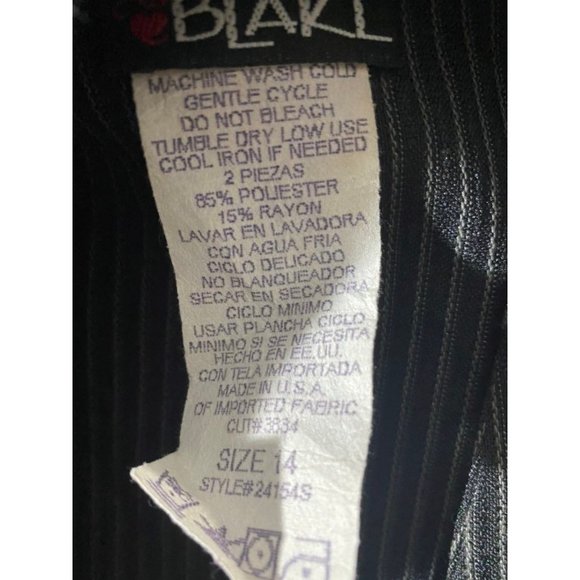 BLAKE
MACHINE WASH COLD
GENTLE CYCLE
DO NOT BLEACH
TUMBLE DRY LOW USE
COOL IRON IF NEEDED
2 PIEZAS
85% POLIESTER
15% RAYON
LAVAR EN LAVADORA
CON AGUA FRIA
CICLO DELICADO
NO BLANQUEADOR
SECAR EN SECADORA
CICLO MINIMO
USAR PLANCHA CICLO
MINIMO SI SE NECESITA
HECHO EN EE.UU.
CON TELA IMPORTADA
MADE IN U.S.A.
OF IMPORTED FABRIC
CUT# 3834
SIZE 14
STYLE#24154S